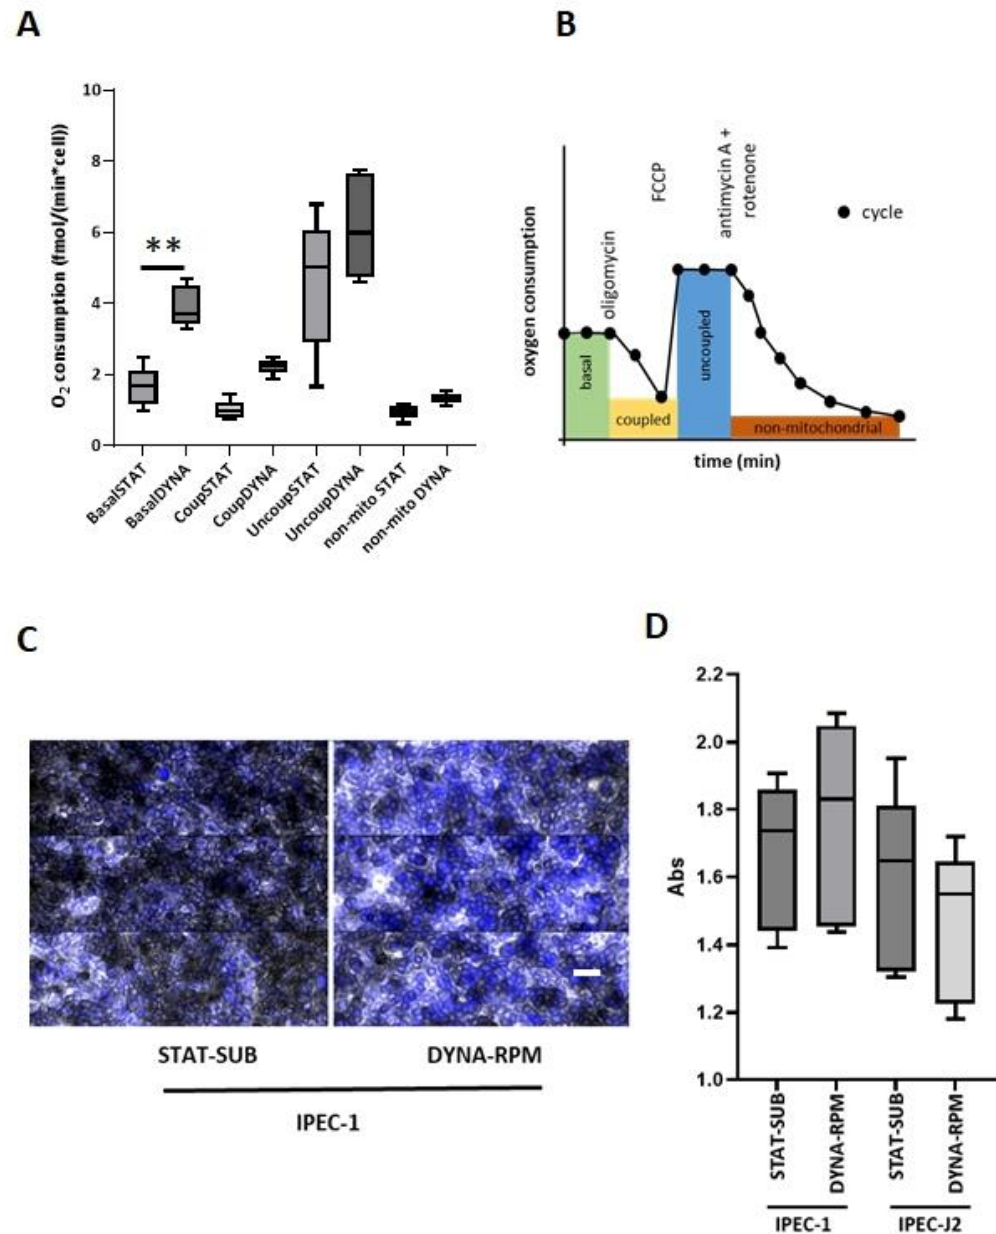 A
O2 consumption (fmol/(min*cell))
10
8
6
4
2
0
**
BasalSTAT
BasalDYNA
CoupSTAT
CoupDYNA
UncoupSTAT
UncoupDYNA
non-mito STAT
non-mito DYNA
B
oxygen consumption
basal
oligomycin
coupled
FCCP
uncoupled
antimycin A +
rotenone
non-mitochondrial
cycle
time (min)
C
STAT-SUB
DYNA-RPM
IPEC-1
D
Abs
2.2
2.0
1.8
1.6
1.4
1.2
1.0
STAT-SUB
DYNA-RPM
STAT-SUB
DYNA-RPM
IPEC-1
IPEC-J2